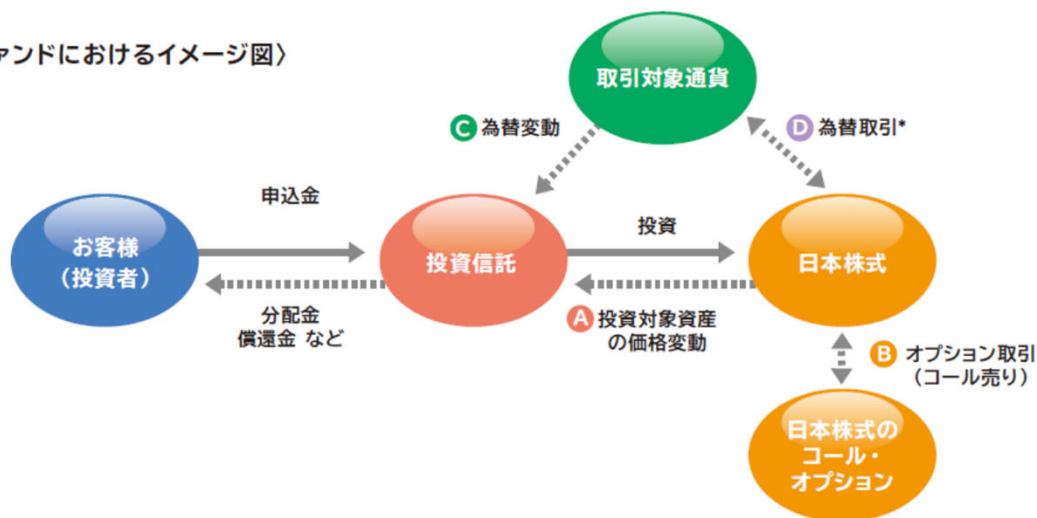 ァンドにおけるイメージ図〉
取引対象通貨
C 為替変動
D 為替取引*
申込金
投資
お客様
（投資者）
投資信託
日本株式
分配金
償還金 など
A 投資対象資産
の価格変動
B オプション取引
（コール売り）
日本株式の
コール・
オプション